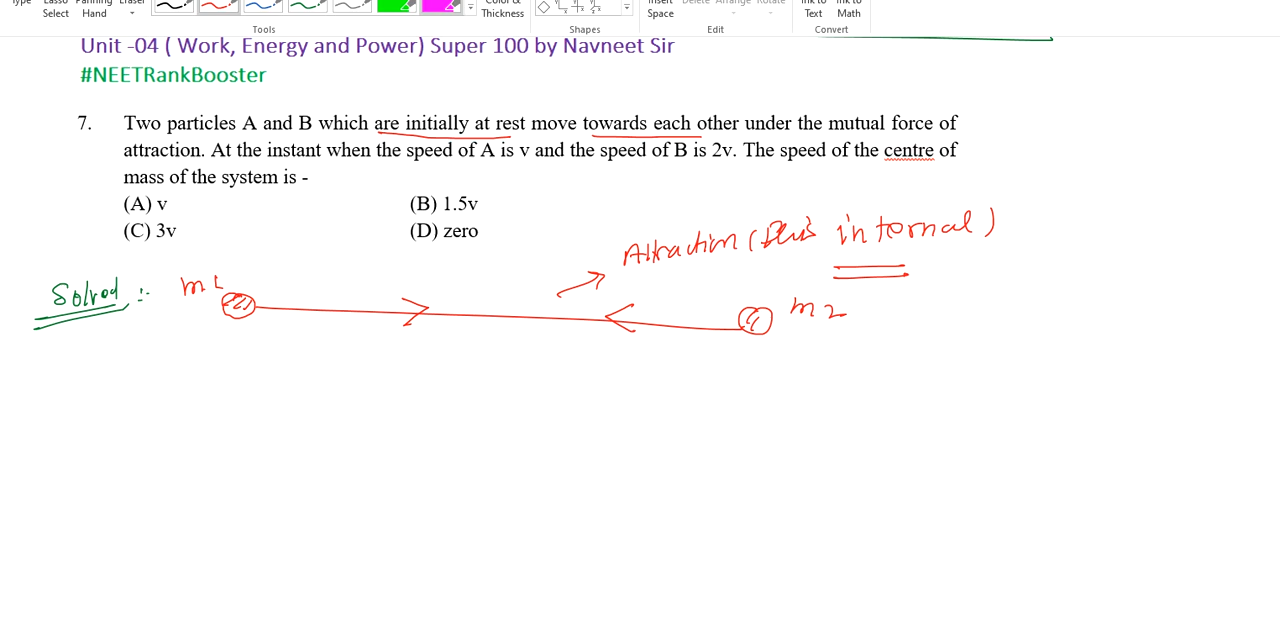 Lasso Panning Eraser
Select Hand
Color &
Thickness
Insert Delete Arrange Rotate
Space
Ink to Ink to
Text Math
Tools Shapes Edit Convert
Unit -04 ( Work, Energy and Power) Super 100 by Navneet Sir
#NEETRankBooster
7. Two particles A and B which are initially at rest move towards each other under the mutual force of
attraction. At the instant when the speed of A is v and the speed of B is 2v. The speed of the centre of
mass of the system is -
(A) v (B) 1.5v
(C) 3v (D) zero
Attraction ( internal )
Solved :- m1 m2